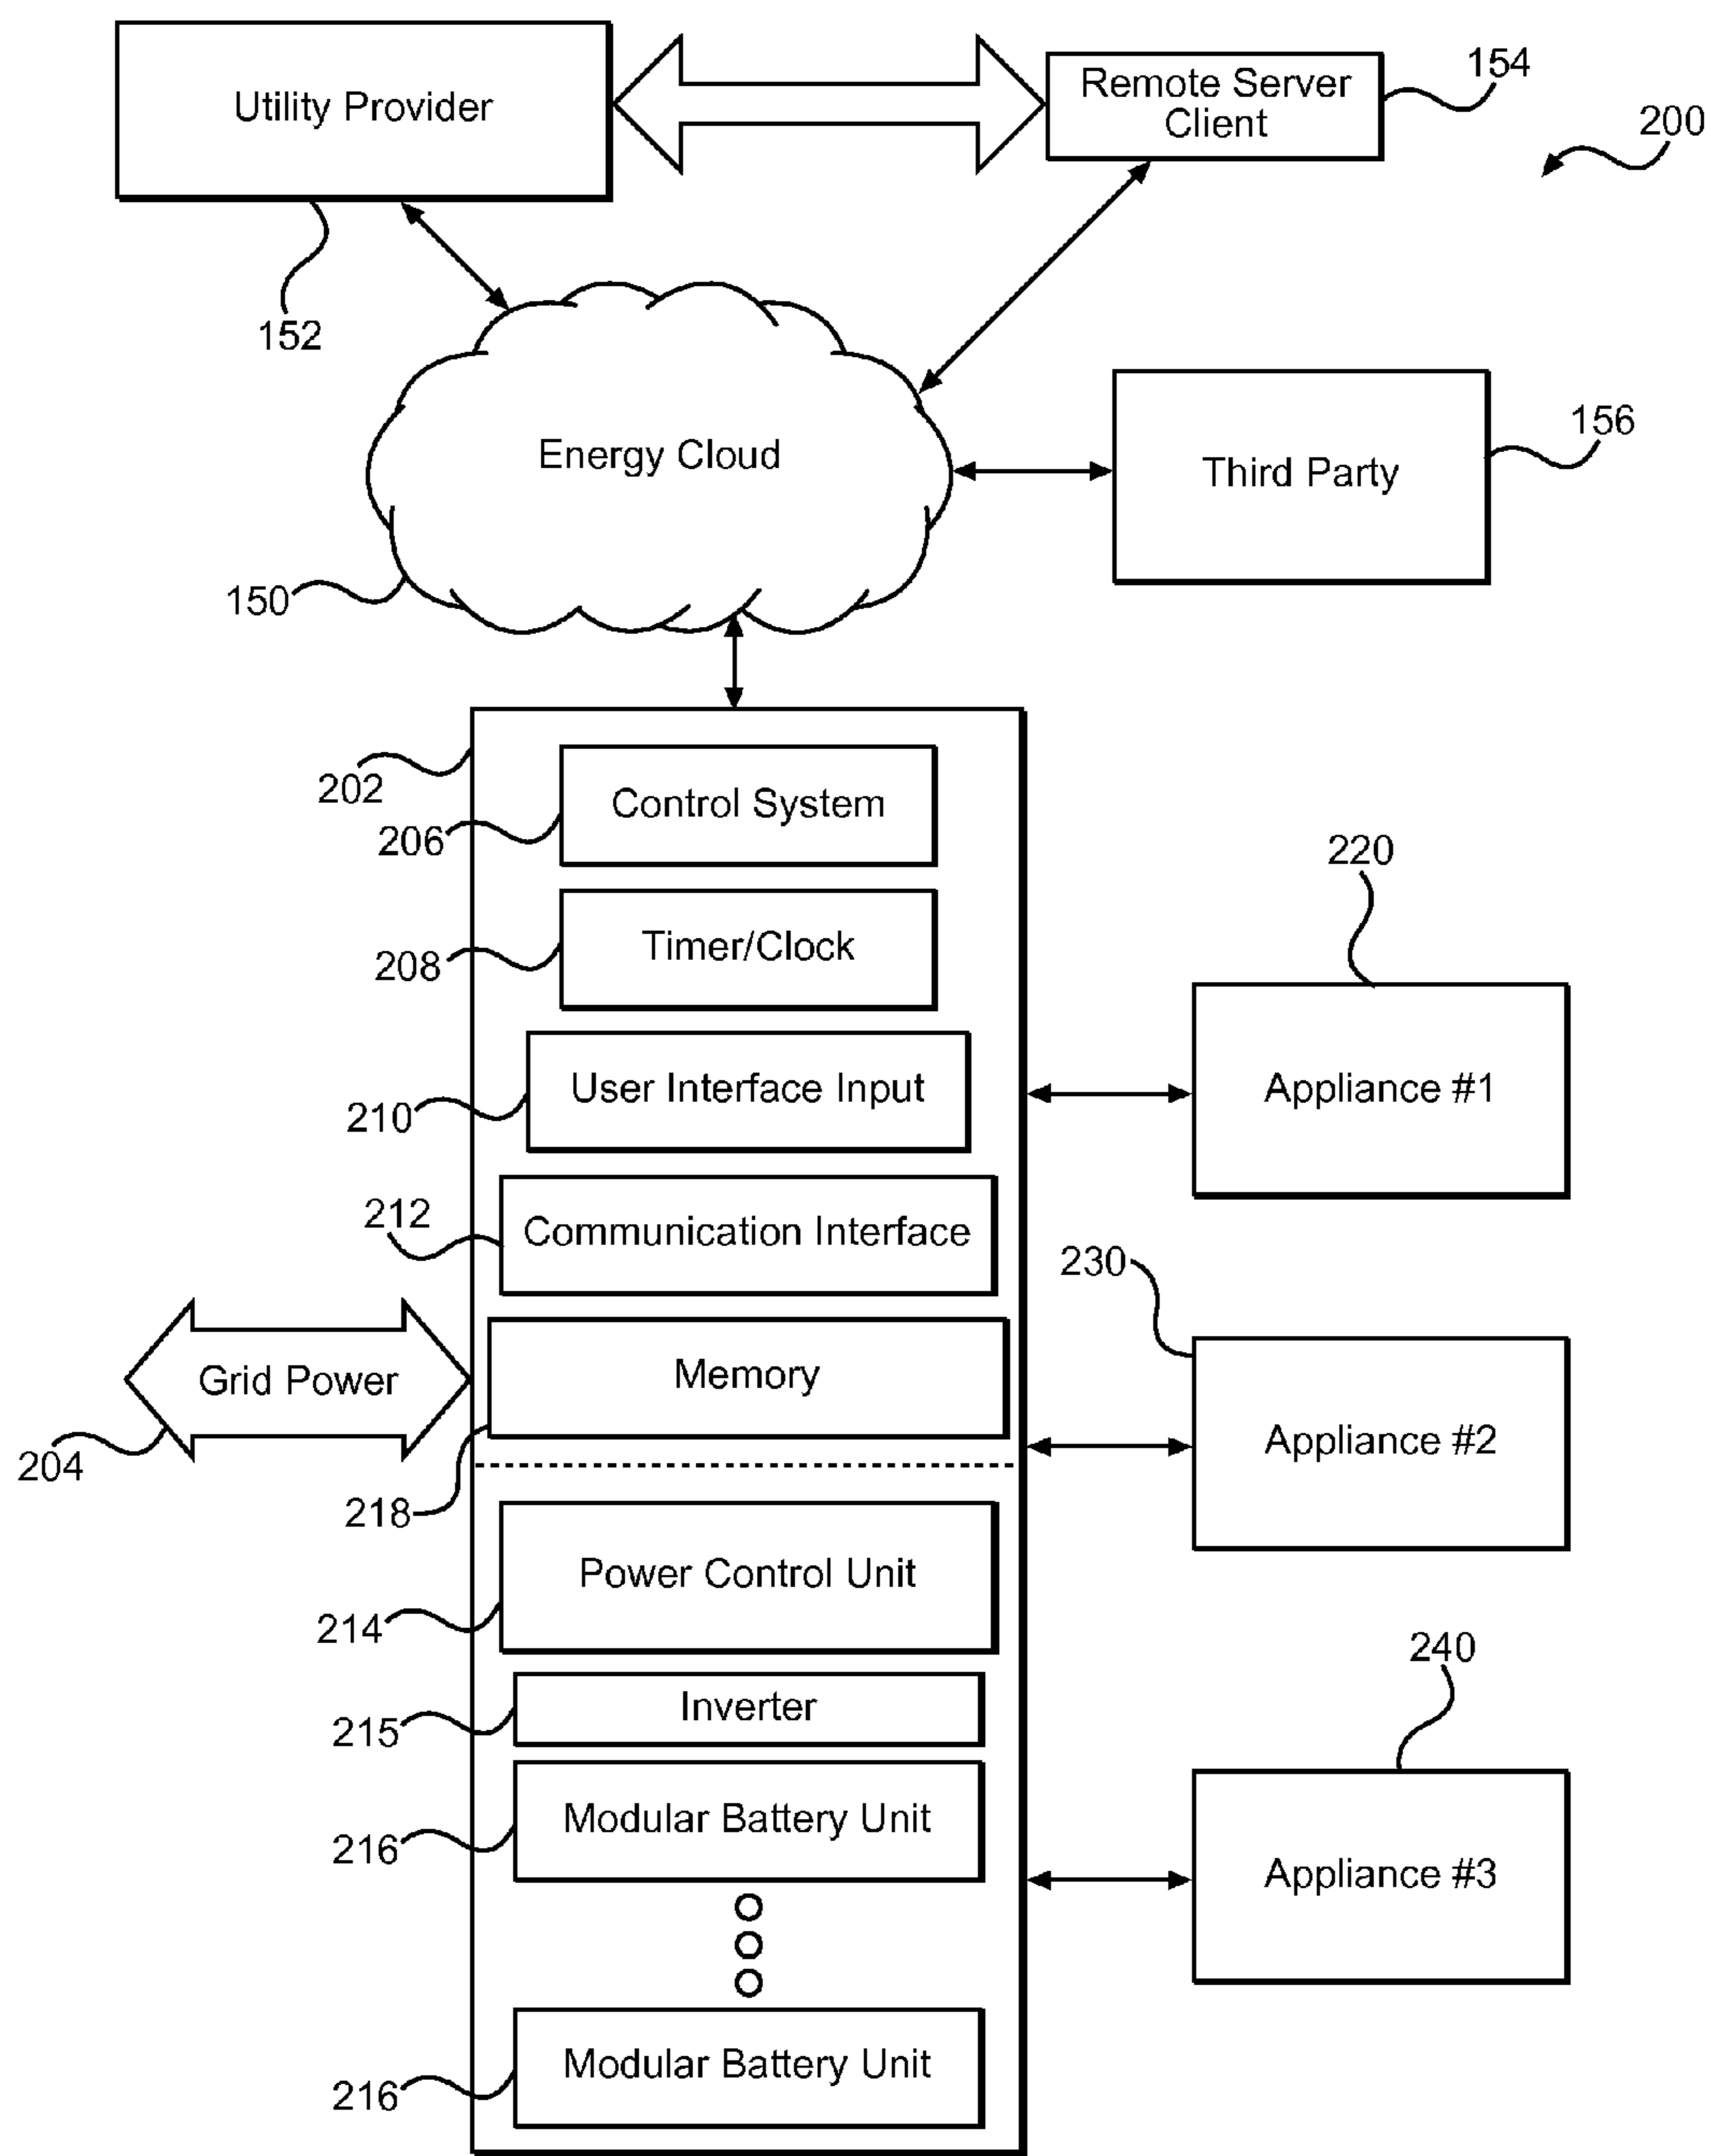 Utility Provider
Remote Server
Client
154
200
152
Energy Cloud
Third Party
156
150
202
Control System
206
220
Timer/Clock
208
User Interface Input
210
Appliance #1
212
Communication Interface
230
Grid Power
Memory
204
218
Appliance #2
Power Control Unit
214
240
Inverter
215
Modular Battery Unit
216
Appliance #3
Modular Battery Unit
216